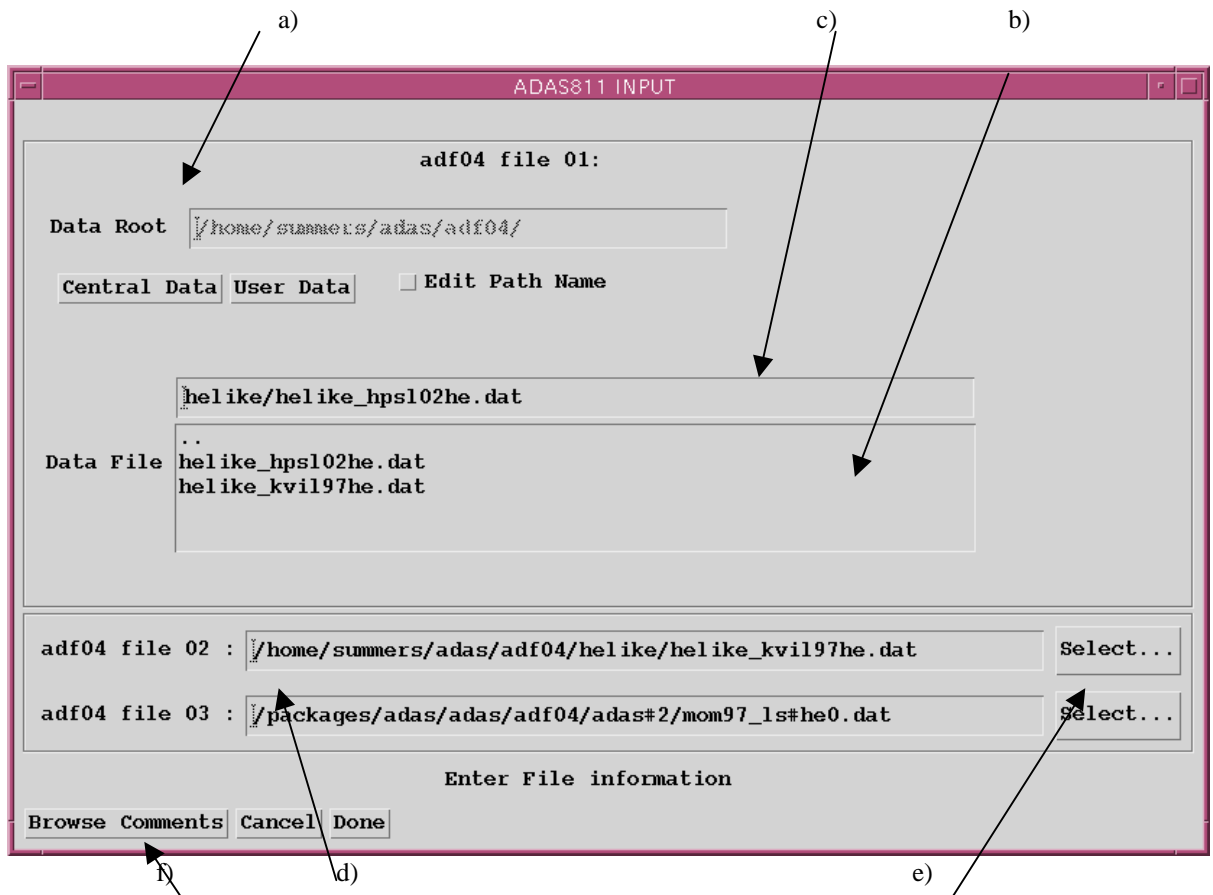 a) c) b)
ADAS811 INPUT
adf04 file 01:
Data Root /home/summers/adas/adf04/
Central Data User Data Edit Path Name
helike/helike_hpsl02he.dat
Data File
..
helike_hpsl02he.dat
helike_kvil97he.dat
adf04 file 02 : /home/summers/adas/adf04/helike/helike_kvil97he.dat Select...
adf04 file 03 : /packages/adas/adas/adf04/adas#2/mom97_ls#he0.dat Select...
Enter File information
Browse Comments Cancel Done
f) d) e)